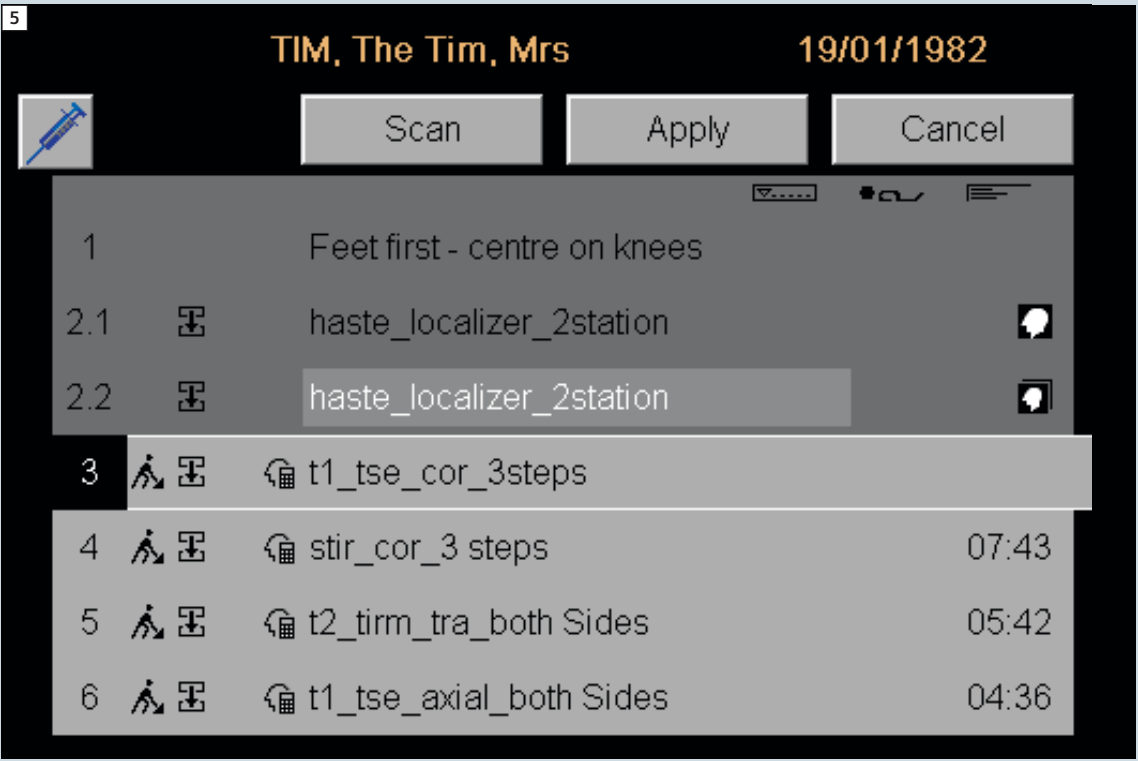 5
TIM, The Tim, Mrs 19/01/1982
Scan Apply Cancel
1 Feet first - centre on knees
2.1 haste_localizer_2station
2.2 haste_localizer_2station
3 t1_tse_cor_3steps
4 stir_cor_3 steps 07:43
5 t2_tirm_tra_both Sides 05:42
6 t1_tse_axial_both Sides 04:36